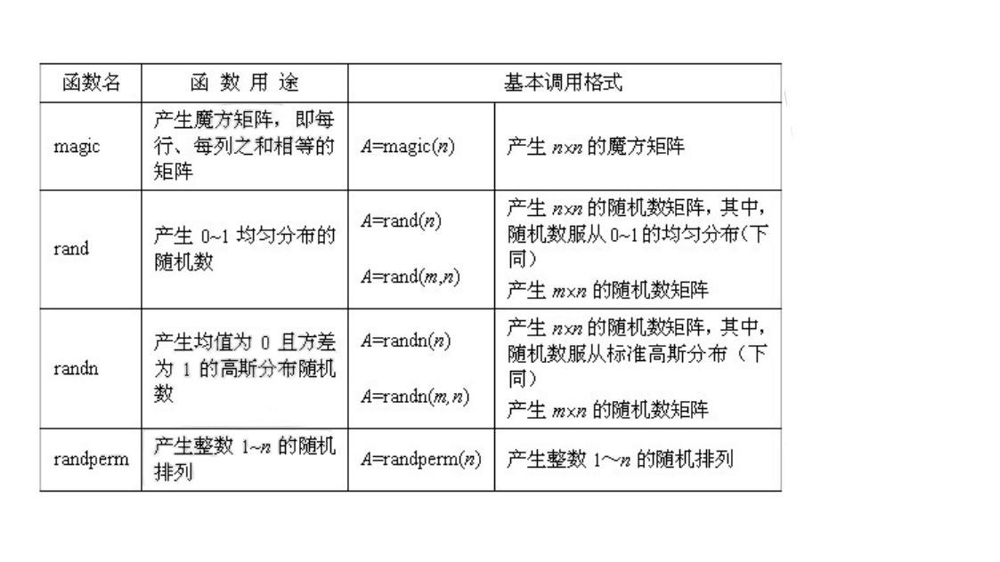 函数名
函 数 用 途
基本调用格式
magic
产生魔方矩阵，即每
行、每列之和相等的
矩阵
A=magic(n)
产生 n×n 的魔方矩阵
rand
产生 0~1 均匀分布的
随机数
A=rand(n)
A=rand(m,n)
产生 n×n 的随机数矩阵，其中，
随机数服从 0~1 的均匀分布（下
同）
产生 m×n 的随机数矩阵
randn
产生均值为 0 且方差
为 1 的高斯分布随机
数
A=randn(n)
A=randn(m,n)
产生 n×n 的随机数矩阵，其中，
随机数服从标准高斯分布（下
同）
产生 m×n 的随机数矩阵
randperm
产生整数 1~n 的随机
排列
A=randperm(n)
产生整数 1～n 的随机排列